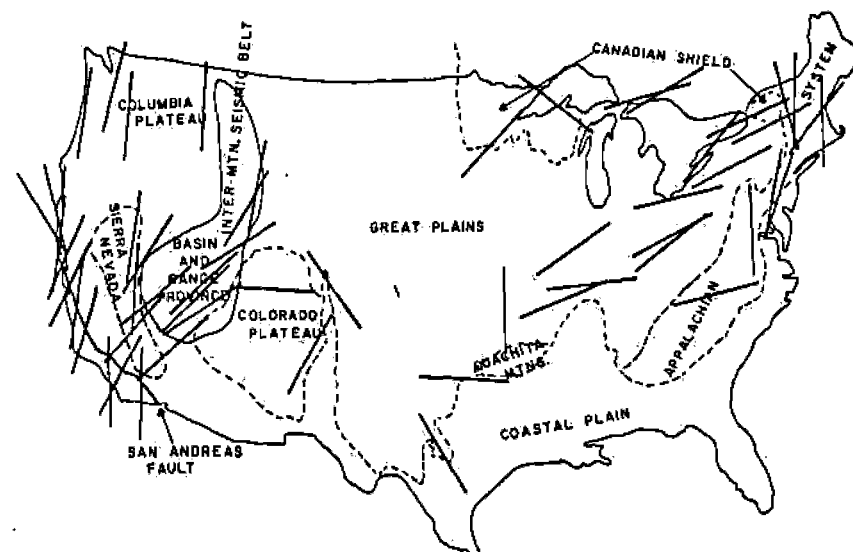 CANADIAN SHIELD
SYSTEM
COLUMBIA
PLATEAU
INTER-MTN. SEISMIC BELT
SIERRA
NEVADA
BASIN
AND
RANGE
PROVINCE
GREAT PLAINS
COLORADO
PLATEAU
OUACHITA
MTNS
APPALACHIAN
COASTAL PLAIN
SAN ANDREAS
FAULT